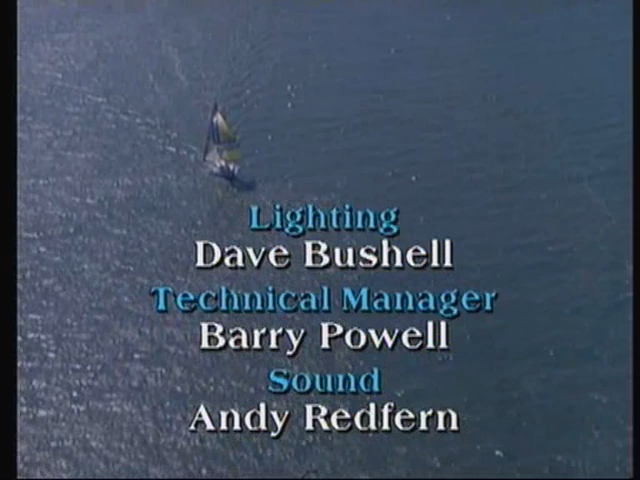 Lighting
Dave Bushell
Technical Manager
Barry Powell
Sound
Andy Redfern